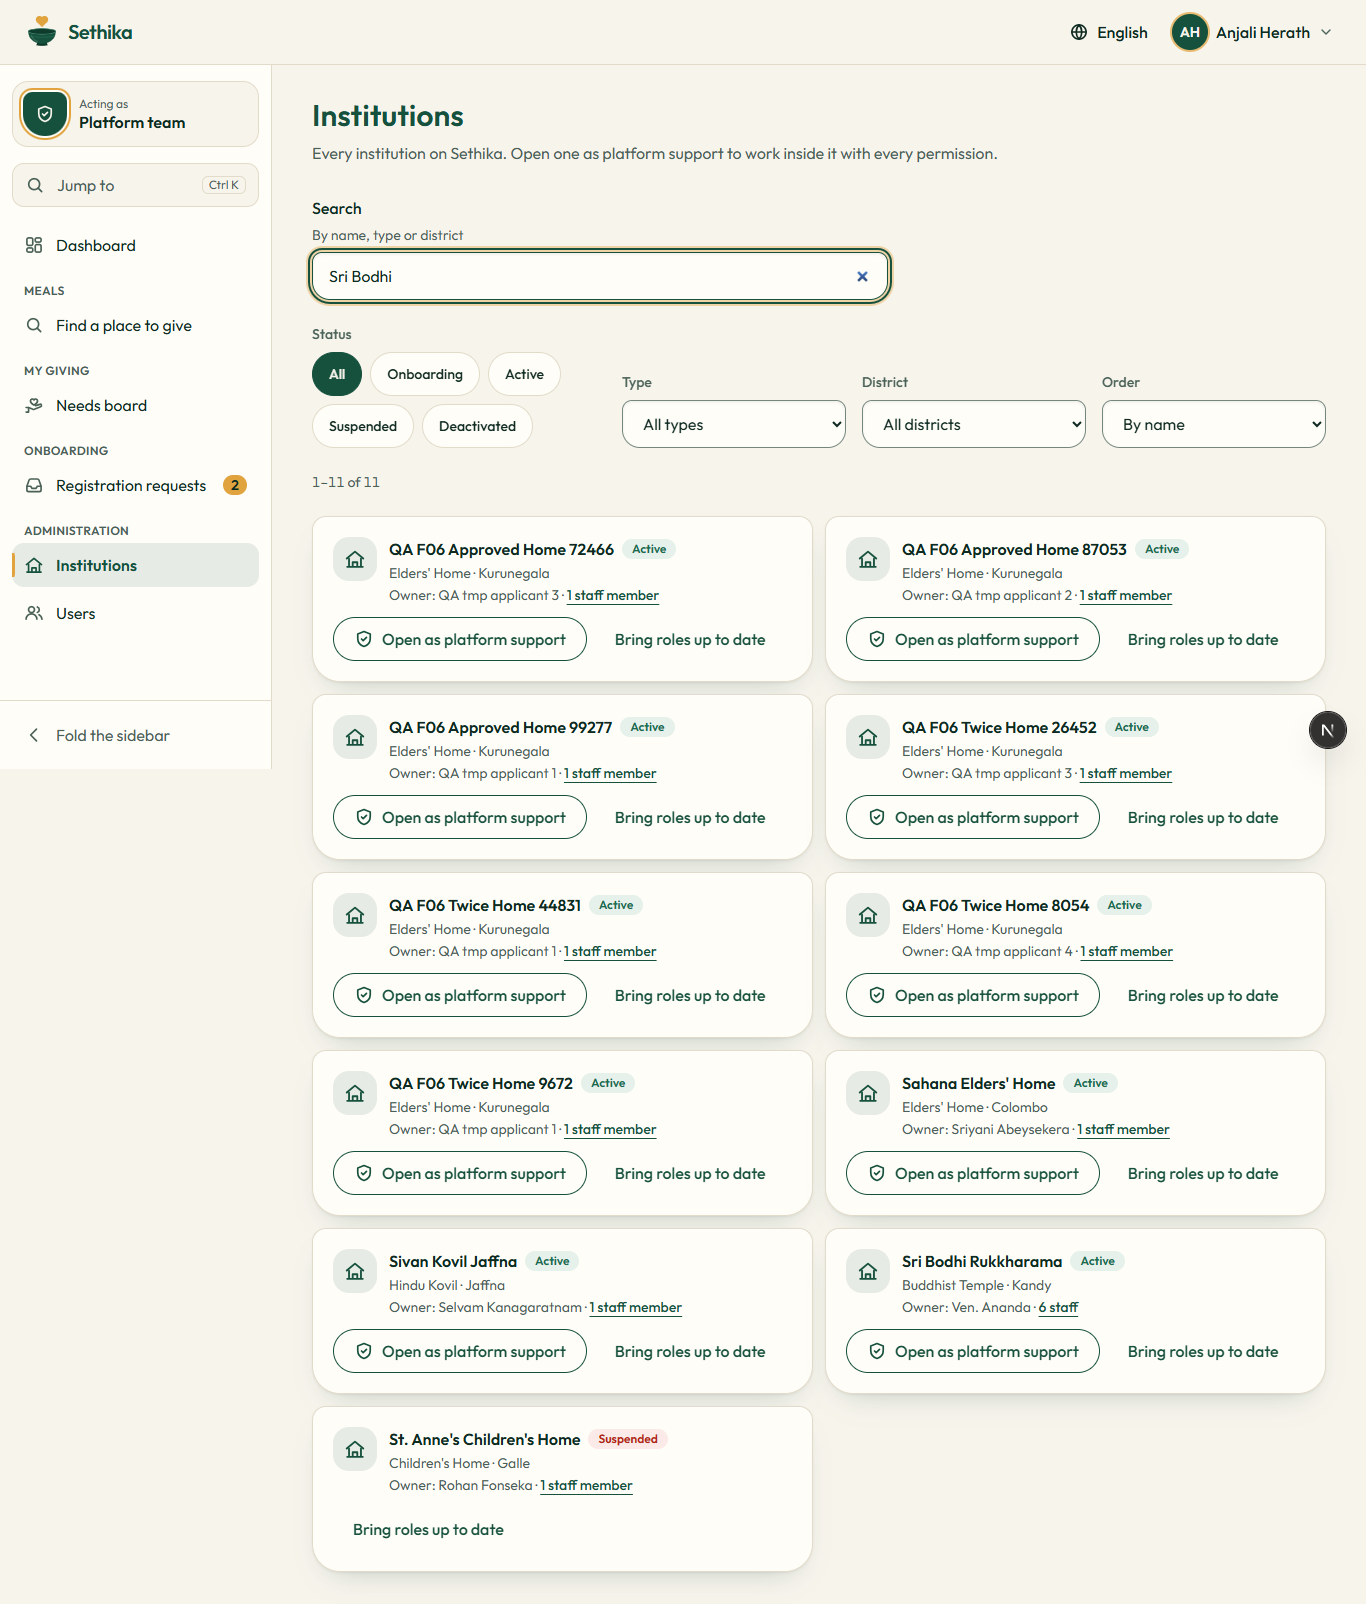 Sethika
English
AH
Anjali Herath
Acting as
Platform team
Jump to
Ctrl K
Dashboard
MEALS
Find a place to give
MY GIVING
Needs board
ONBOARDING
Registration requests 2
ADMINISTRATION
Institutions
Users
Fold the sidebar
Institutions
Every institution on Sethika. Open one as platform support to work inside it with every permission.
Search
By name, type or district
Sri Bodhi
Status
All
Onboarding
Active
Suspended
Deactivated
Type
All types
District
All districts
Order
By name
1–11 of 11
QA F06 Approved Home 72466 Active
Elders' Home · Kurunegala
Owner: QA tmp applicant 3 · 1 staff member
Open as platform support Bring roles up to date
QA F06 Approved Home 87053 Active
Elders' Home · Kurunegala
Owner: QA tmp applicant 2 · 1 staff member
Open as platform support Bring roles up to date
QA F06 Approved Home 99277 Active
Elders' Home · Kurunegala
Owner: QA tmp applicant 1 · 1 staff member
Open as platform support Bring roles up to date
QA F06 Twice Home 26452 Active
Elders' Home · Kurunegala
Owner: QA tmp applicant 3 · 1 staff member
Open as platform support Bring roles up to date
N
QA F06 Twice Home 44831 Active
Elders' Home · Kurunegala
Owner: QA tmp applicant 1 · 1 staff member
Open as platform support Bring roles up to date
QA F06 Twice Home 8054 Active
Elders' Home · Kurunegala
Owner: QA tmp applicant 4 · 1 staff member
Open as platform support Bring roles up to date
QA F06 Twice Home 9672 Active
Elders' Home · Kurunegala
Owner: QA tmp applicant 1 · 1 staff member
Open as platform support Bring roles up to date
Sahana Elders' Home Active
Elders' Home · Colombo
Owner: Sriyani Abeysekera · 1 staff member
Open as platform support Bring roles up to date
Sivan Kovil Jaffna Active
Hindu Kovil · Jaffna
Owner: Selvam Kanagaratnam · 1 staff member
Open as platform support Bring roles up to date
Sri Bodhi Rukkharama Active
Buddhist Temple · Kandy
Owner: Ven. Ananda · 6 staff
Open as platform support Bring roles up to date
St. Anne's Children's Home Suspended
Children's Home · Galle
Owner: Rohan Fonseka · 1 staff member
Bring roles up to date